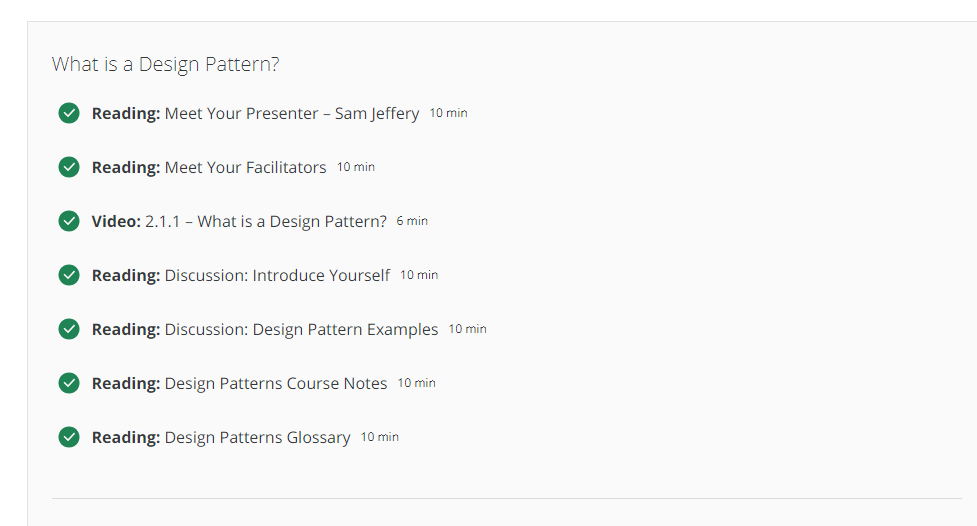 What is a Design Pattern?
Reading: Meet Your Presenter – Sam Jeffery 10 min
Reading: Meet Your Facilitators 10 min
Video: 2.1.1 – What is a Design Pattern? 6 min
Reading: Discussion: Introduce Yourself 10 min
Reading: Discussion: Design Pattern Examples 10 min
Reading: Design Patterns Course Notes 10 min
Reading: Design Patterns Glossary 10 min